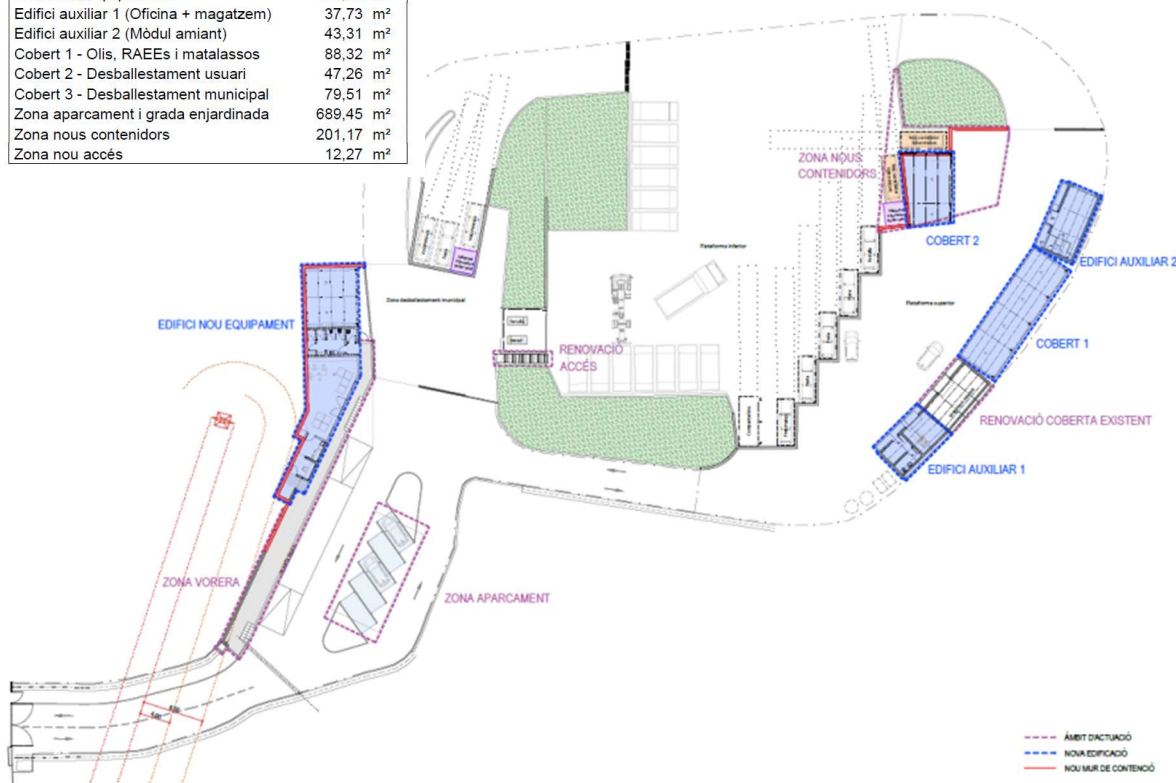 Edifici auxiliar 1 (Oficina + magatzem) 37,73 m²
Edifici auxiliar 2 (Mòdul amiant) 43,31 m²
Cobert 1 - Olis, RAEEs i matalassos 88,32 m²
Cobert 2 - Desballestament usuari 47,26 m²
Cobert 3 - Desballestament municipal 79,51 m²
Zona aparcament i grada enjardinada 689,45 m²
Zona nous contenidors 201,17 m²
Zona nou accés 12,27 m²
ZONA NOUS
CONTENIDORS
COBERT 2
Plataforma inferior
EDIFICI AUXILIAR 2
Zona desballestament municipal
Plataforma superior
EDIFICI NOU EQUIPAMENT
COBERT 1
RENOVACIÓ
ACCÉS
RENOVACIÓ COBERTA EXISTENT
EDIFICI AUXILIAR 1
ZONA VORERA
ZONA APARCAMENT
ÀMBIT D'ACTUACIÓ
NOVA EDIFICACIÓ
NOU MUR DE CONTENCIÓ